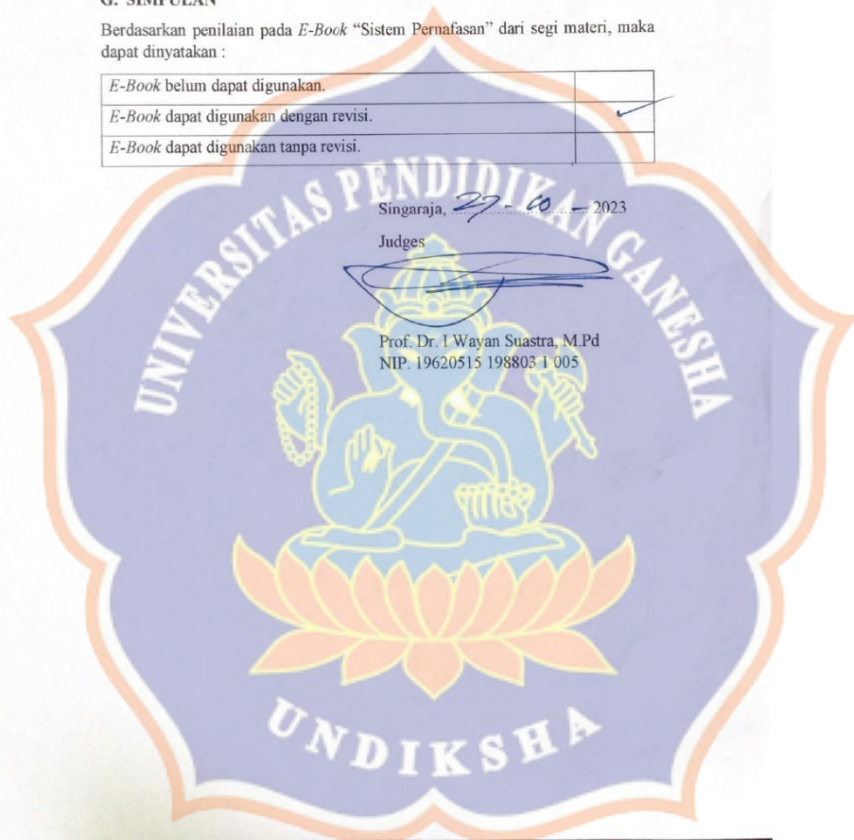 G. SIMPULAN
Berdasarkan penilaian pada E-Book “Sistem Pernafasan” dari segi materi, maka
dapat dinyatakan :
E-Book belum dapat digunakan.
E-Book dapat digunakan dengan revisi.
E-Book dapat digunakan tanpa revisi.
Singaraja, 27 - 10 - 2023
Judges
Prof. Dr. I Wayan Suastra, M.Pd
NIP. 19620515 198803 1 005
UNIVERSITAS PENDIDIKAN GANESHA
UNDIKSHA